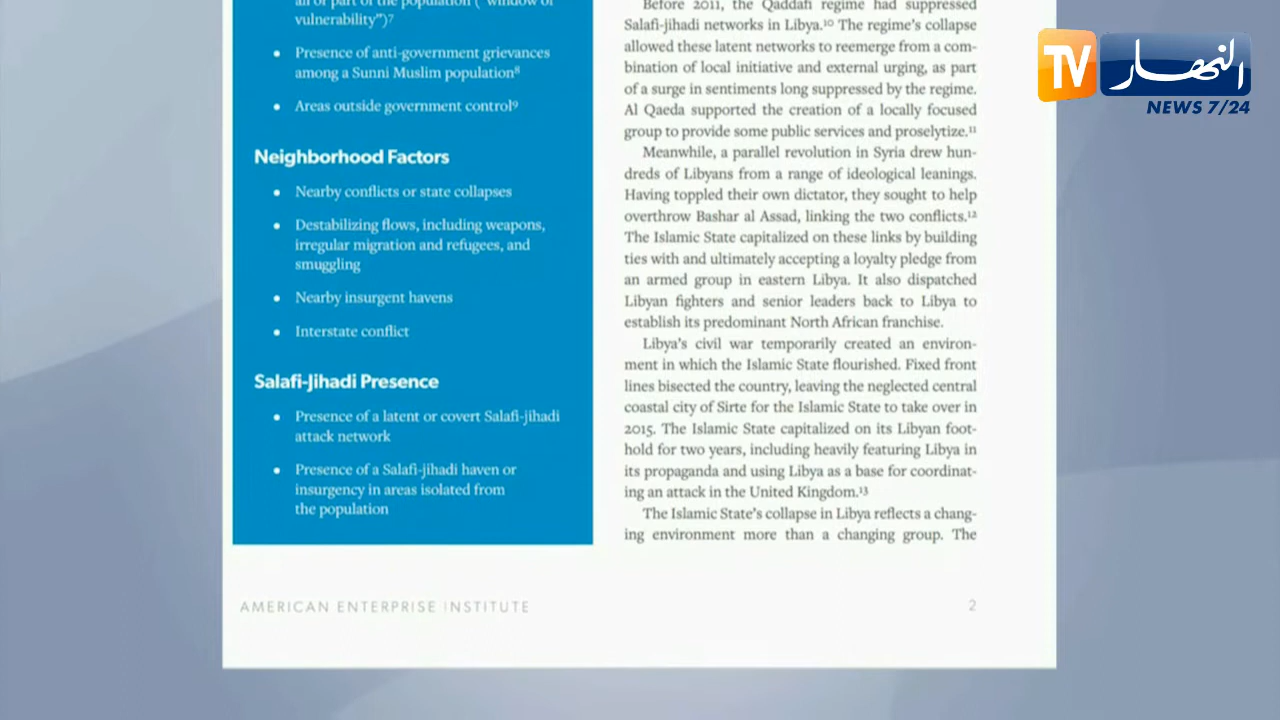 all or part of the population ("window of
vulnerability")⁷
• Presence of anti-government grievances
among a Sunni Muslim population⁸
• Areas outside government control⁹
Neighborhood Factors
• Nearby conflicts or state collapses
• Destabilizing flows, including weapons,
irregular migration and refugees, and
smuggling
• Nearby insurgent havens
• Interstate conflict
Salafi-Jihadi Presence
• Presence of a latent or covert Salafi-jihadi
attack network
• Presence of a Salafi-jihadi haven or
insurgency in areas isolated from
the population
Before 2011, the Qaddafi regime had suppressed
Salafi-jihadi networks in Libya.¹⁰ The regime's collapse
allowed these latent networks to reemerge from a com-
bination of local initiative and external urging, as part
of a surge in sentiments long suppressed by the regime.
Al Qaeda supported the creation of a locally focused
group to provide some public services and proselytize.¹¹
Meanwhile, a parallel revolution in Syria drew hun-
dreds of Libyans from a range of ideological leanings.
Having toppled their own dictator, they sought to help
overthrow Bashar al Assad, linking the two conflicts.¹²
The Islamic State capitalized on these links by building
ties with and ultimately accepting a loyalty pledge from
an armed group in eastern Libya. It also dispatched
Libyan fighters and senior leaders back to Libya to
establish its predominant North African franchise.
Libya's civil war temporarily created an environ-
ment in which the Islamic State flourished. Fixed front
lines bisected the country, leaving the neglected central
coastal city of Sirte for the Islamic State to take over in
2015. The Islamic State capitalized on its Libyan foot-
hold for two years, including heavily featuring Libya in
its propaganda and using Libya as a base for coordinat-
ing an attack in the United Kingdom.¹³
The Islamic State's collapse in Libya reflects a chang-
ing environment more than a changing group. The
AMERICAN ENTERPRISE INSTITUTE
2
TV النهار
NEWS 7/24